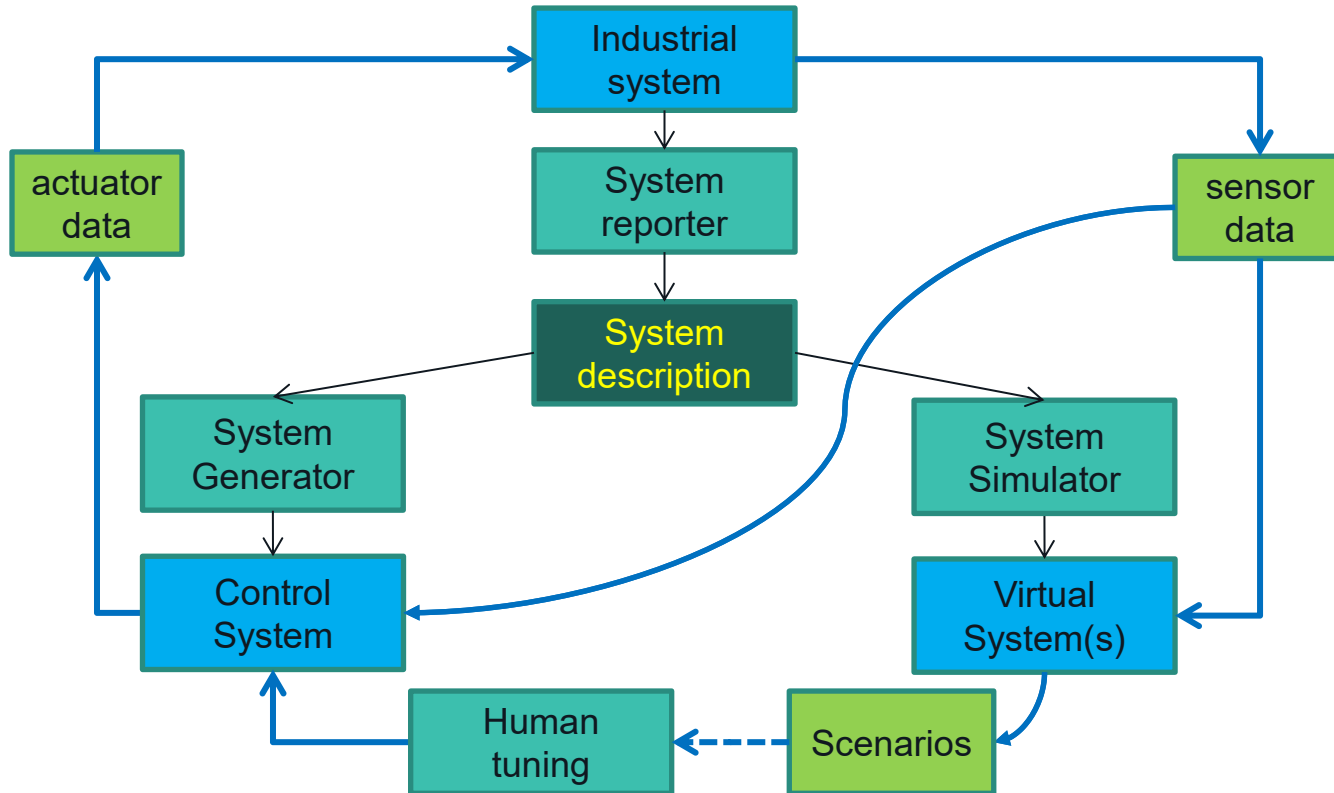 Industrial
system
actuator
data
System
reporter
sensor
data
System
description
System
Generator
System
Simulator
Control
System
Virtual
System(s)
Human
tuning
Scenarios